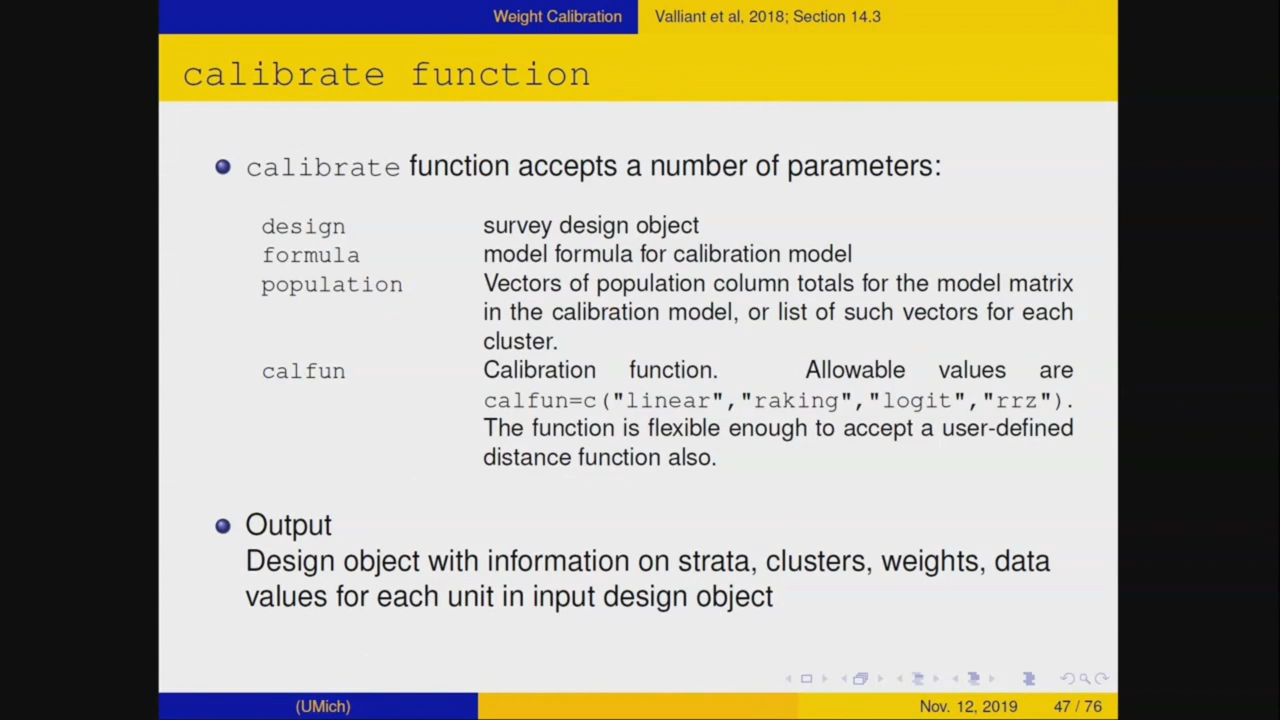 Weight Calibration Valliant et al, 2018; Section 14.3
calibrate function
calibrate function accepts a number of parameters:
design survey design object
formula model formula for calibration model
population Vectors of population column totals for the model matrix
in the calibration model, or list of such vectors for each
cluster.
calfun Calibration function. Allowable values are
calfun=c("linear","raking","logit","rrz").
The function is flexible enough to accept a user-defined
distance function also.
Output
Design object with information on strata, clusters, weights, data
values for each unit in input design object
(UMich) Nov. 12, 2019 47 / 76